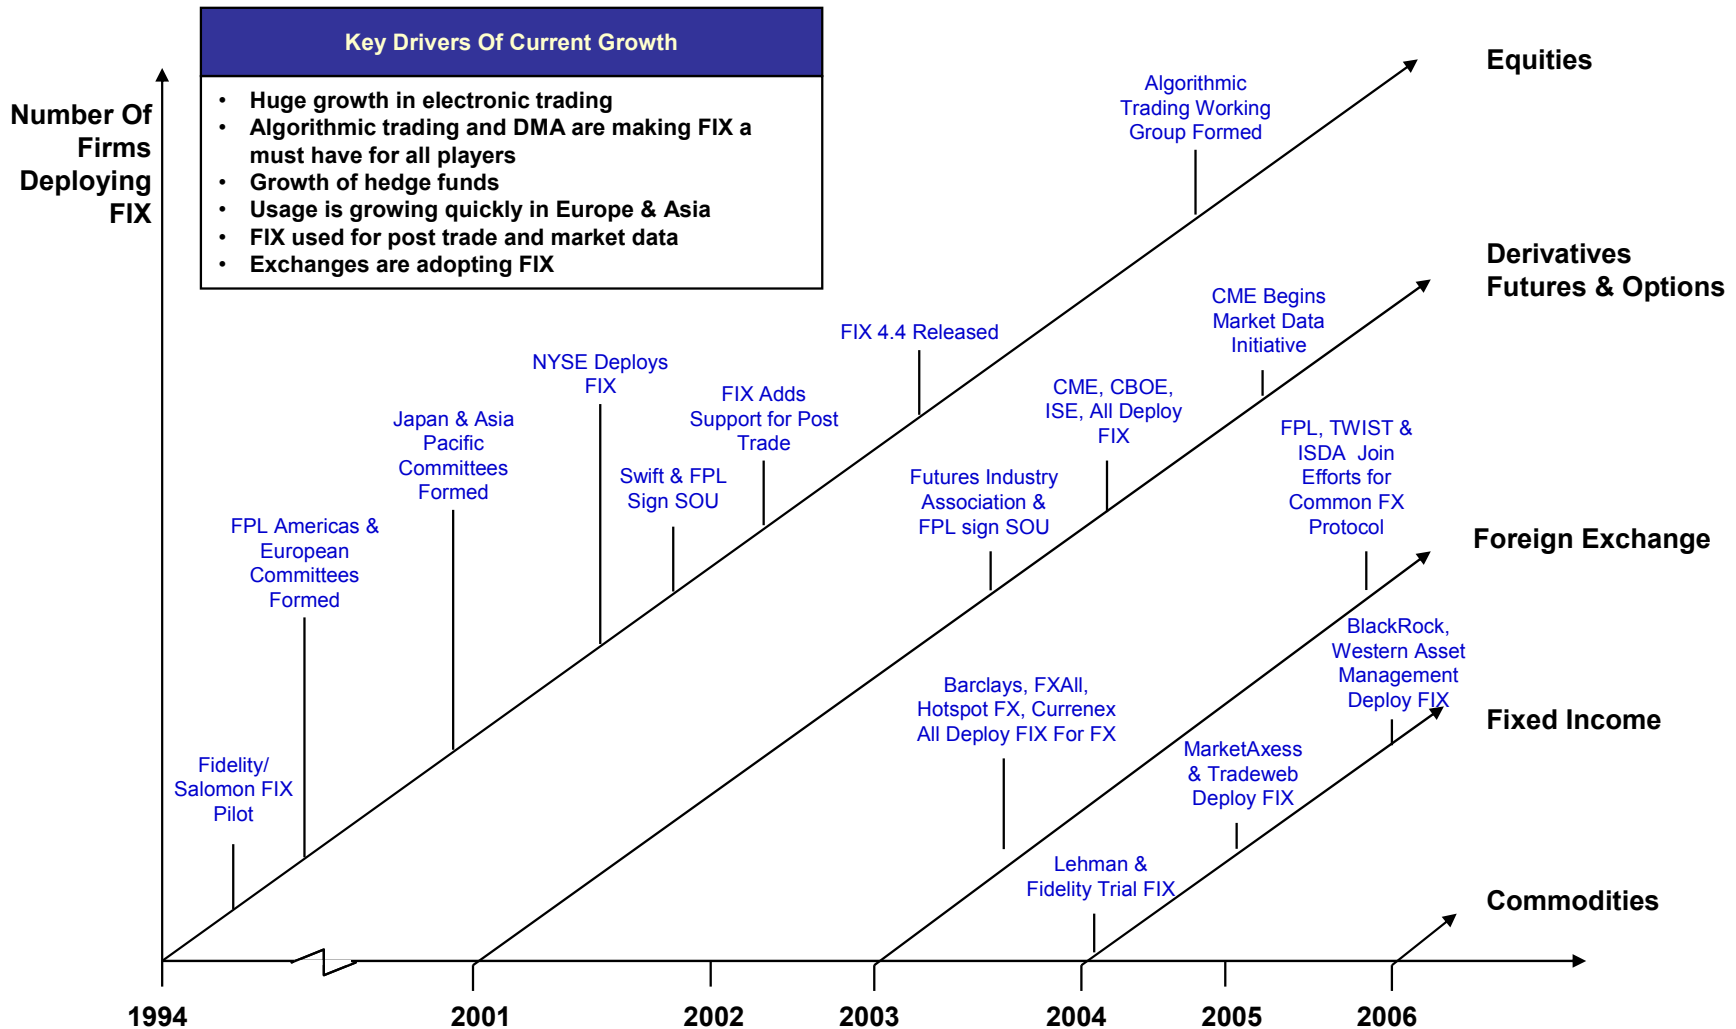 Key Drivers Of Current Growth
• Huge growth in electronic trading
• Algorithmic trading and DMA are making FIX a
must have for all players
• Growth of hedge funds
• Usage is growing quickly in Europe & Asia
• FIX used for post trade and market data
• Exchanges are adopting FIX
Number Of
Firms
Deploying
FIX
Equities
Algorithmic
Trading Working
Group Formed
Derivatives
Futures & Options
CME Begins
Market Data
Initiative
FIX 4.4 Released
NYSE Deploys
FIX
FIX Adds
Support for Post
Trade
CME, CBOE,
ISE, All Deploy
FIX
Japan & Asia
Pacific
Committees
Formed
FPL, TWIST &
ISDA Join
Efforts for
Common FX
Protocol
Swift & FPL
Sign SOU
Futures Industry
Association &
FPL sign SOU
FPL Americas &
European
Committees
Formed
Foreign Exchange
BlackRock,
Western Asset
Management
Deploy FIX
Barclays, FXAll,
Hotspot FX, Currenex
All Deploy FIX For FX
Fixed Income
MarketAxess
& Tradeweb
Deploy FIX
Fidelity/
Salomon FIX
Pilot
Lehman &
Fidelity Trial FIX
Commodities
1994 2001 2002 2003 2004 2005 2006